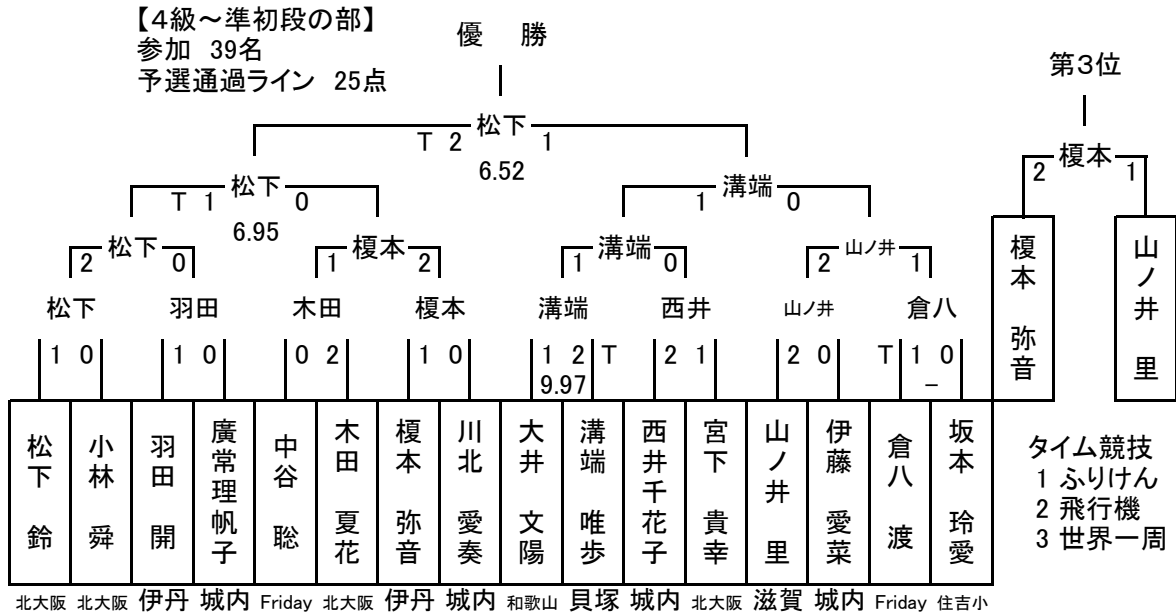 【４級～準初段の部】
参加 39名
予選通過ライン 25点
優 勝
第３位
松下
T 2 1
6.52
榎本
2 1
松下
T 1 0
6.95
溝端
1 0
松下
2 0
榎本
1 2
溝端
1 0
山ノ井
2 1
松下 羽田 木田 榎本 溝端 西井 山ノ井 倉八
1 0 1 0 0 2 1 0 1 2 T 2 1 2 0 T 1 0
9.97 －
榎本 弥音
山ノ井 里
松下 鈴
小林 舜
羽田 開
廣常理帆子
中谷 聡
木田 夏花
榎本 弥音
川北 愛奏
大井 文陽
溝端 唯歩
西井千花子
宮下 貴幸
山ノ井 里
伊藤 愛菜
倉八 渡
坂本 玲愛
タイム競技
1 ふりけん
2 飛行機
3 世界一周
北大阪 北大阪 伊丹 城内 Friday 北大阪 伊丹 城内 和歌山 貝塚 城内 北大阪 滋賀 城内 Friday 住吉小